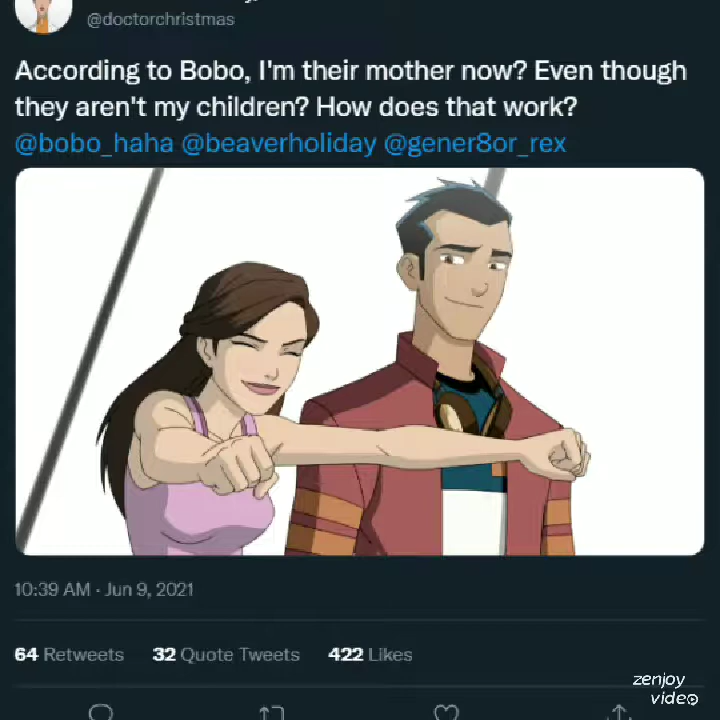 @doctorchristmas
According to Bobo, I'm their mother now? Even though
they aren't my children? How does that work?
@bobo_haha @beaverholiday @gener8or_rex
10:39 AM · Jun 9, 2021
64 Retweets 32 Quote Tweets 422 Likes
zenjoy
video